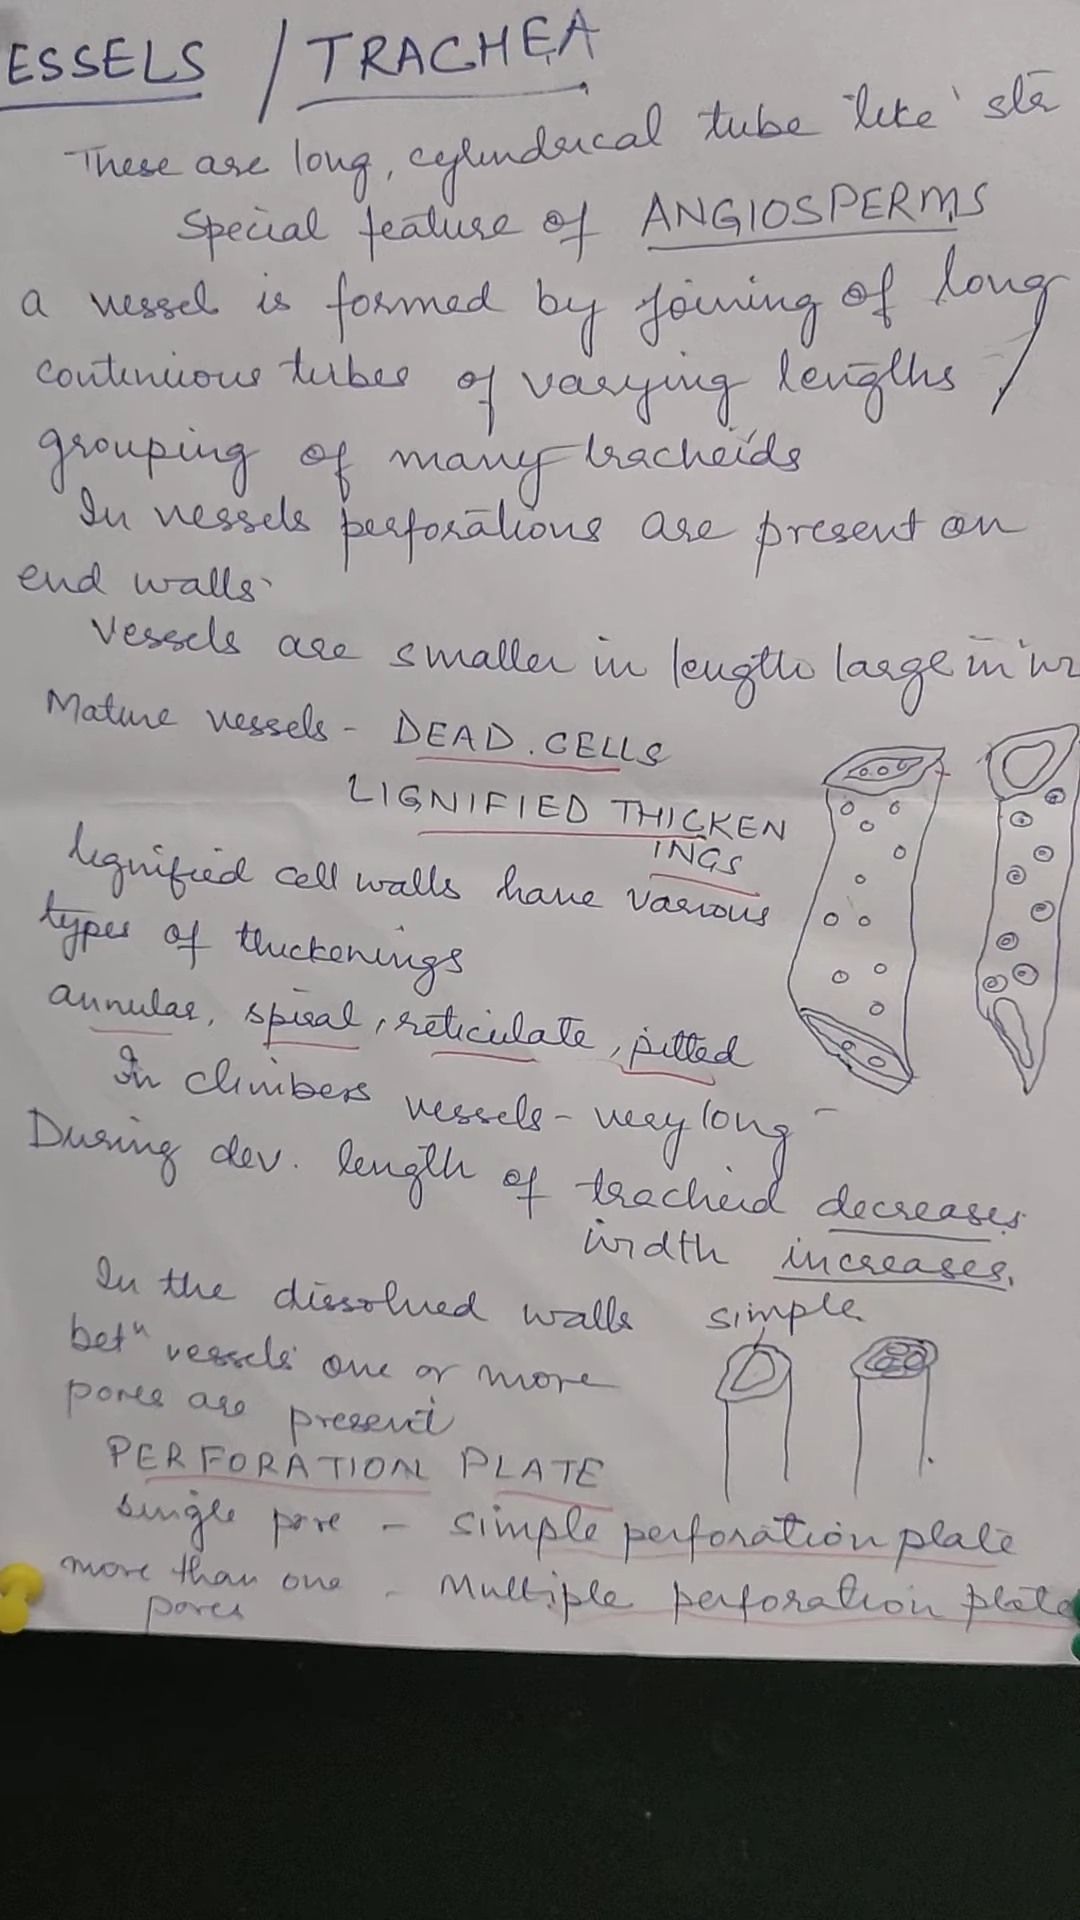 ESSELS / TRACHEA
These are long, cylindrical tube 'like' str
Special feature of ANGIOSPERMS
a vessel is formed by joining of long
continuous tubes of varying lengths /
grouping of many tracheids
In vessels perforations are present on
end walls.
Vessels are smaller in length large in w
Mature vessels - DEAD CELLS
LIGNIFIED THICKEN
INGS
lignified cell walls have various
types of thickenings
annular, spiral, reticulate, pitted
In climbers vessels - very long -
During dev. length of tracheid decreases
width increases.
In the dissolved walls
simple
betn vessels one or more
pores are present
PERFORATION PLATE
single pore - simple perforation plate
more than one - Multiple perforation plate
pores